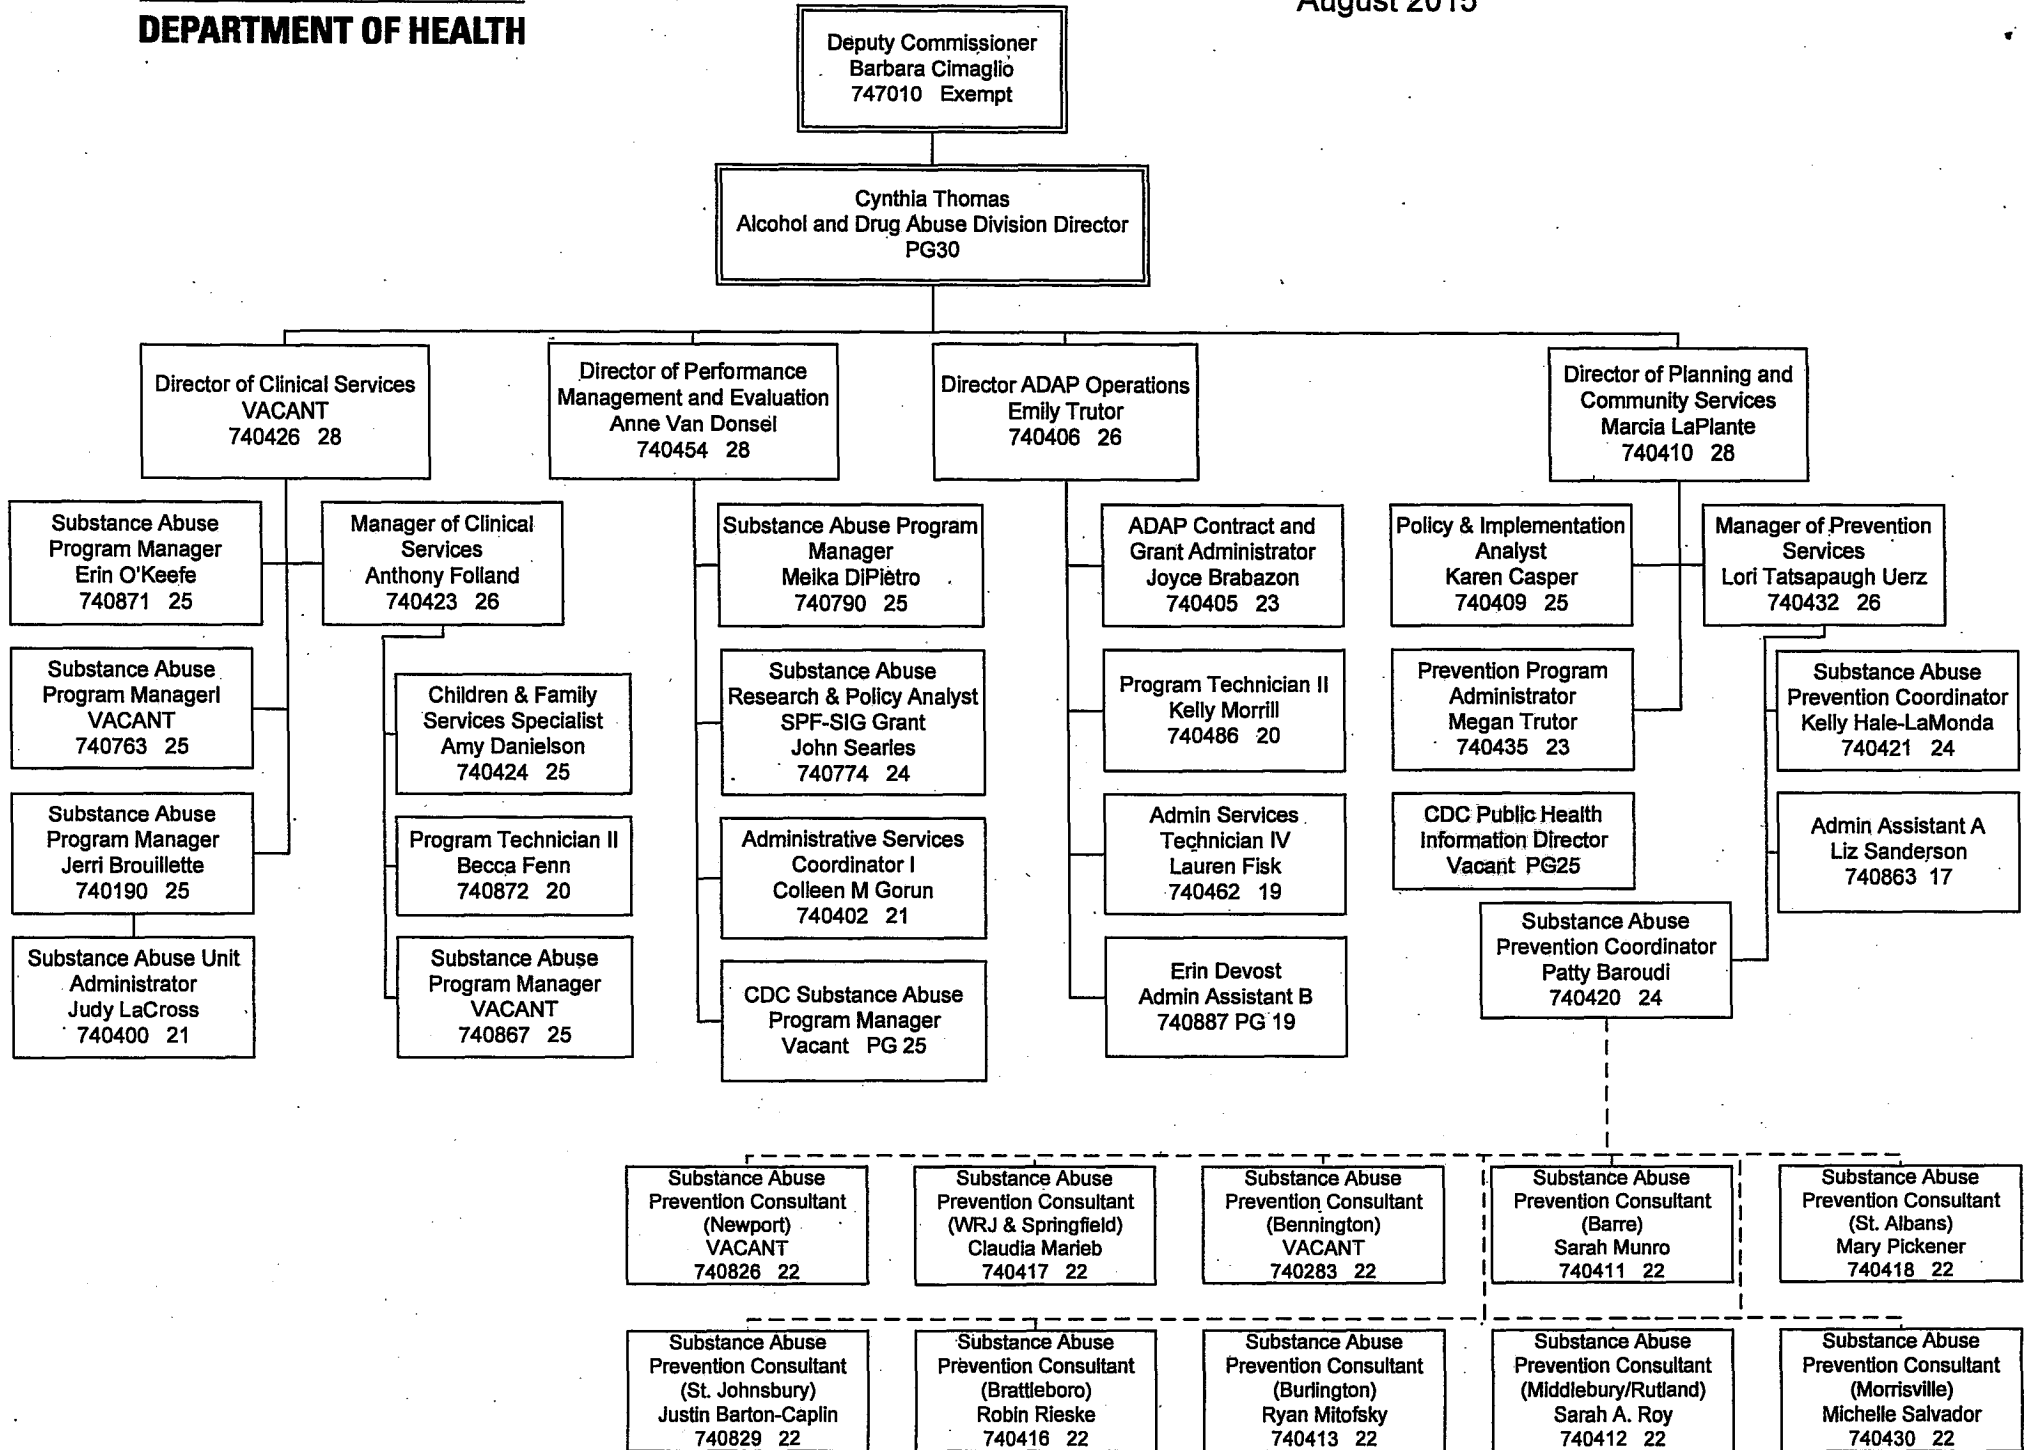 DEPARTMENT OF HEALTH
August 2015
Deputy Commissioner
Barbara Cimaglio
747010 Exempt
Cynthia Thomas
Alcohol and Drug Abuse Division Director
PG30
Director of Clinical Services
VACANT
740426 28
Director of Performance
Management and Evaluation
Anne Van Donsel
740454 28
Director ADAP Operations
Emily Trutor
740406 26
Director of Planning and
Community Services
Marcia LaPlante
740410 28
Substance Abuse
Program Manager
Erin O'Keefe
740871 25
Manager of Clinical
Services
Anthony Folland
740423 26
Substance Abuse Program
Manager
Meika DiPietro
740790 25
ADAP Contract and
Grant Administrator
Joyce Brabazon
740405 23
Policy & Implementation
Analyst
Karen Casper
740409 25
Manager of Prevention
Services
Lori Tatsapaugh Uerz
740432 26
Substance Abuse
Program ManagerI
VACANT
740763 25
Children & Family
Services Specialist
Amy Danielson
740424 25
Substance Abuse
Research & Policy Analyst
SPF-SIG Grant
John Searles
740774 24
Program Technician II
Kelly Morrill
740486 20
Prevention Program
Administrator
Megan Trutor
740435 23
Substance Abuse
Prevention Coordinator
Kelly Hale-LaMonda
740421 24
Substance Abuse
Program Manager
Jerri Brouillette
740190 25
Program Technician II
Becca Fenn
740872 20
Administrative Services
Coordinator I
Colleen M Gorun
740402 21
Admin Services
Technician IV
Lauren Fisk
740462 19
CDC Public Health
Information Director
Vacant PG25
Admin Assistant A
Liz Sanderson
740863 17
Substance Abuse Unit
Administrator
Judy LaCross
740400 21
Substance Abuse
Program Manager
VACANT
740867 25
CDC Substance Abuse
Program Manager
Vacant PG 25
Erin Devost
Admin Assistant B
740887 PG 19
Substance Abuse
Prevention Coordinator
Patty Baroudi
740420 24
Substance Abuse
Prevention Consultant
(Newport)
VACANT
740826 22
Substance Abuse
Prevention Consultant
(WRJ & Springfield)
Claudia Marieb
740417 22
Substance Abuse
Prevention Consultant
(Bennington)
VACANT
740283 22
Substance Abuse
Prevention Consultant
(Barre)
Sarah Munro
740411 22
Substance Abuse
Prevention Consultant
(St. Albans)
Mary Pickener
740418 22
Substance Abuse
Prevention Consultant
(St. Johnsbury)
Justin Barton-Caplin
740829 22
Substance Abuse
Prevention Consultant
(Brattleboro)
Robin Rieske
740416 22
Substance Abuse
Prevention Consultant
(Burlington)
Ryan Mitofsky
740413 22
Substance Abuse
Prevention Consultant
(Middlebury/Rutland)
Sarah A. Roy
740412 22
Substance Abuse
Prevention Consultant
(Morrisville)
Michelle Salvador
740430 22